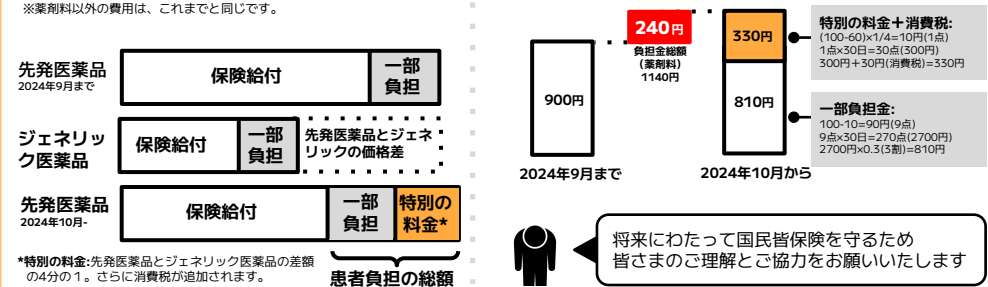 ※薬剤料以外の費用は、これまでと同じです。
先発医薬品
2024年9月まで
保険給付
一部
負担
ジェネリッ
ク医薬品
保険給付
一部
負担
先発医薬品とジェネ
リックの価格差
先発医薬品
2024年10月-
保険給付
一部
負担
特別の
料金*
*特別の料金:先発医薬品とジェネリック医薬品の差額
の4分の1。さらに消費税が追加されます。
患者負担の総額
240円
負担金総額
(薬剤料)
1140円
900円
330円
810円
2024年9月まで
2024年10月から
特別の料金+消費税:
(100-60)×1/4=10円(1点)
1点×30日=30点(300円)
300円+30円(消費税)=330円
一部負担金:
100-10=90円(9点)
9点×30日=270点(2700円)
2700円×0.3(3割)=810円
将来にわたって国民皆保険を守るため
皆さまのご理解とご協力をお願いいたします